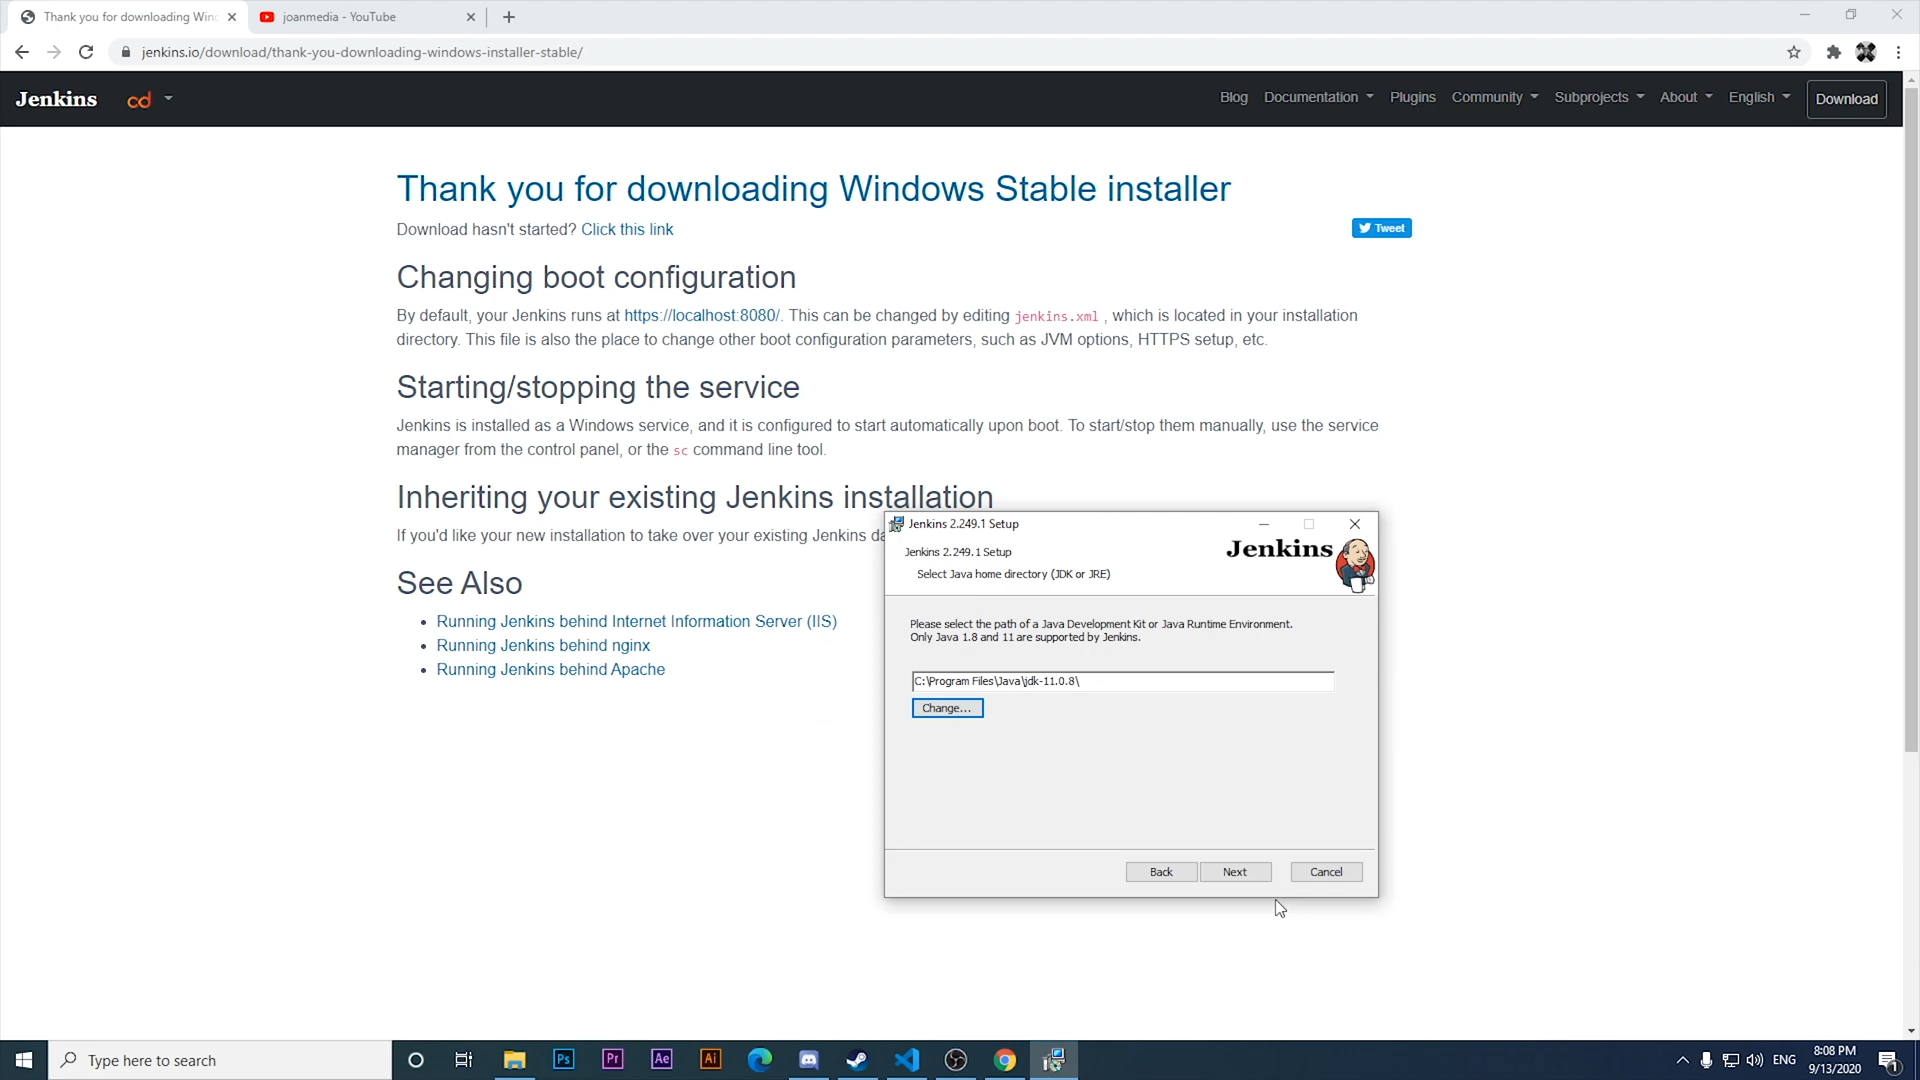 Thank you for downloading Win
joanmedia - YouTube
jenkins.io/download/thank-you-downloading-windows-installer-stable/
Jenkins
cd
Blog
Documentation
Plugins
Community
Subprojects
About
English
Download
Thank you for downloading Windows Stable installer
Download hasn't started? Click this link
Tweet
Changing boot configuration
By default, your Jenkins runs at https://localhost:8080/. This can be changed by editing jenkins.xml , which is located in your installation
directory. This file is also the place to change other boot configuration parameters, such as JVM options, HTTPS setup, etc.
Starting/stopping the service
Jenkins is installed as a Windows service, and it is configured to start automatically upon boot. To start/stop them manually, use the service
manager from the control panel, or the sc command line tool.
Inheriting your existing Jenkins installation
If you'd like your new installation to take over your existing Jenkins da
See Also
Running Jenkins behind Internet Information Server (IIS)
Running Jenkins behind nginx
Running Jenkins behind Apache
Jenkins 2.249.1 Setup
Jenkins 2.249.1 Setup
Select Java home directory (JDK or JRE)
Jenkins
Please select the path of a Java Development Kit or Java Runtime Environment.
Only Java 1.8 and 11 are supported by Jenkins.
C:\Program Files\Java\jdk-11.0.8\
Change...
Back
Next
Cancel
Type here to search
Ps
Pr
Ae
Ai
ENG
8:08 PM
9/13/2020
1